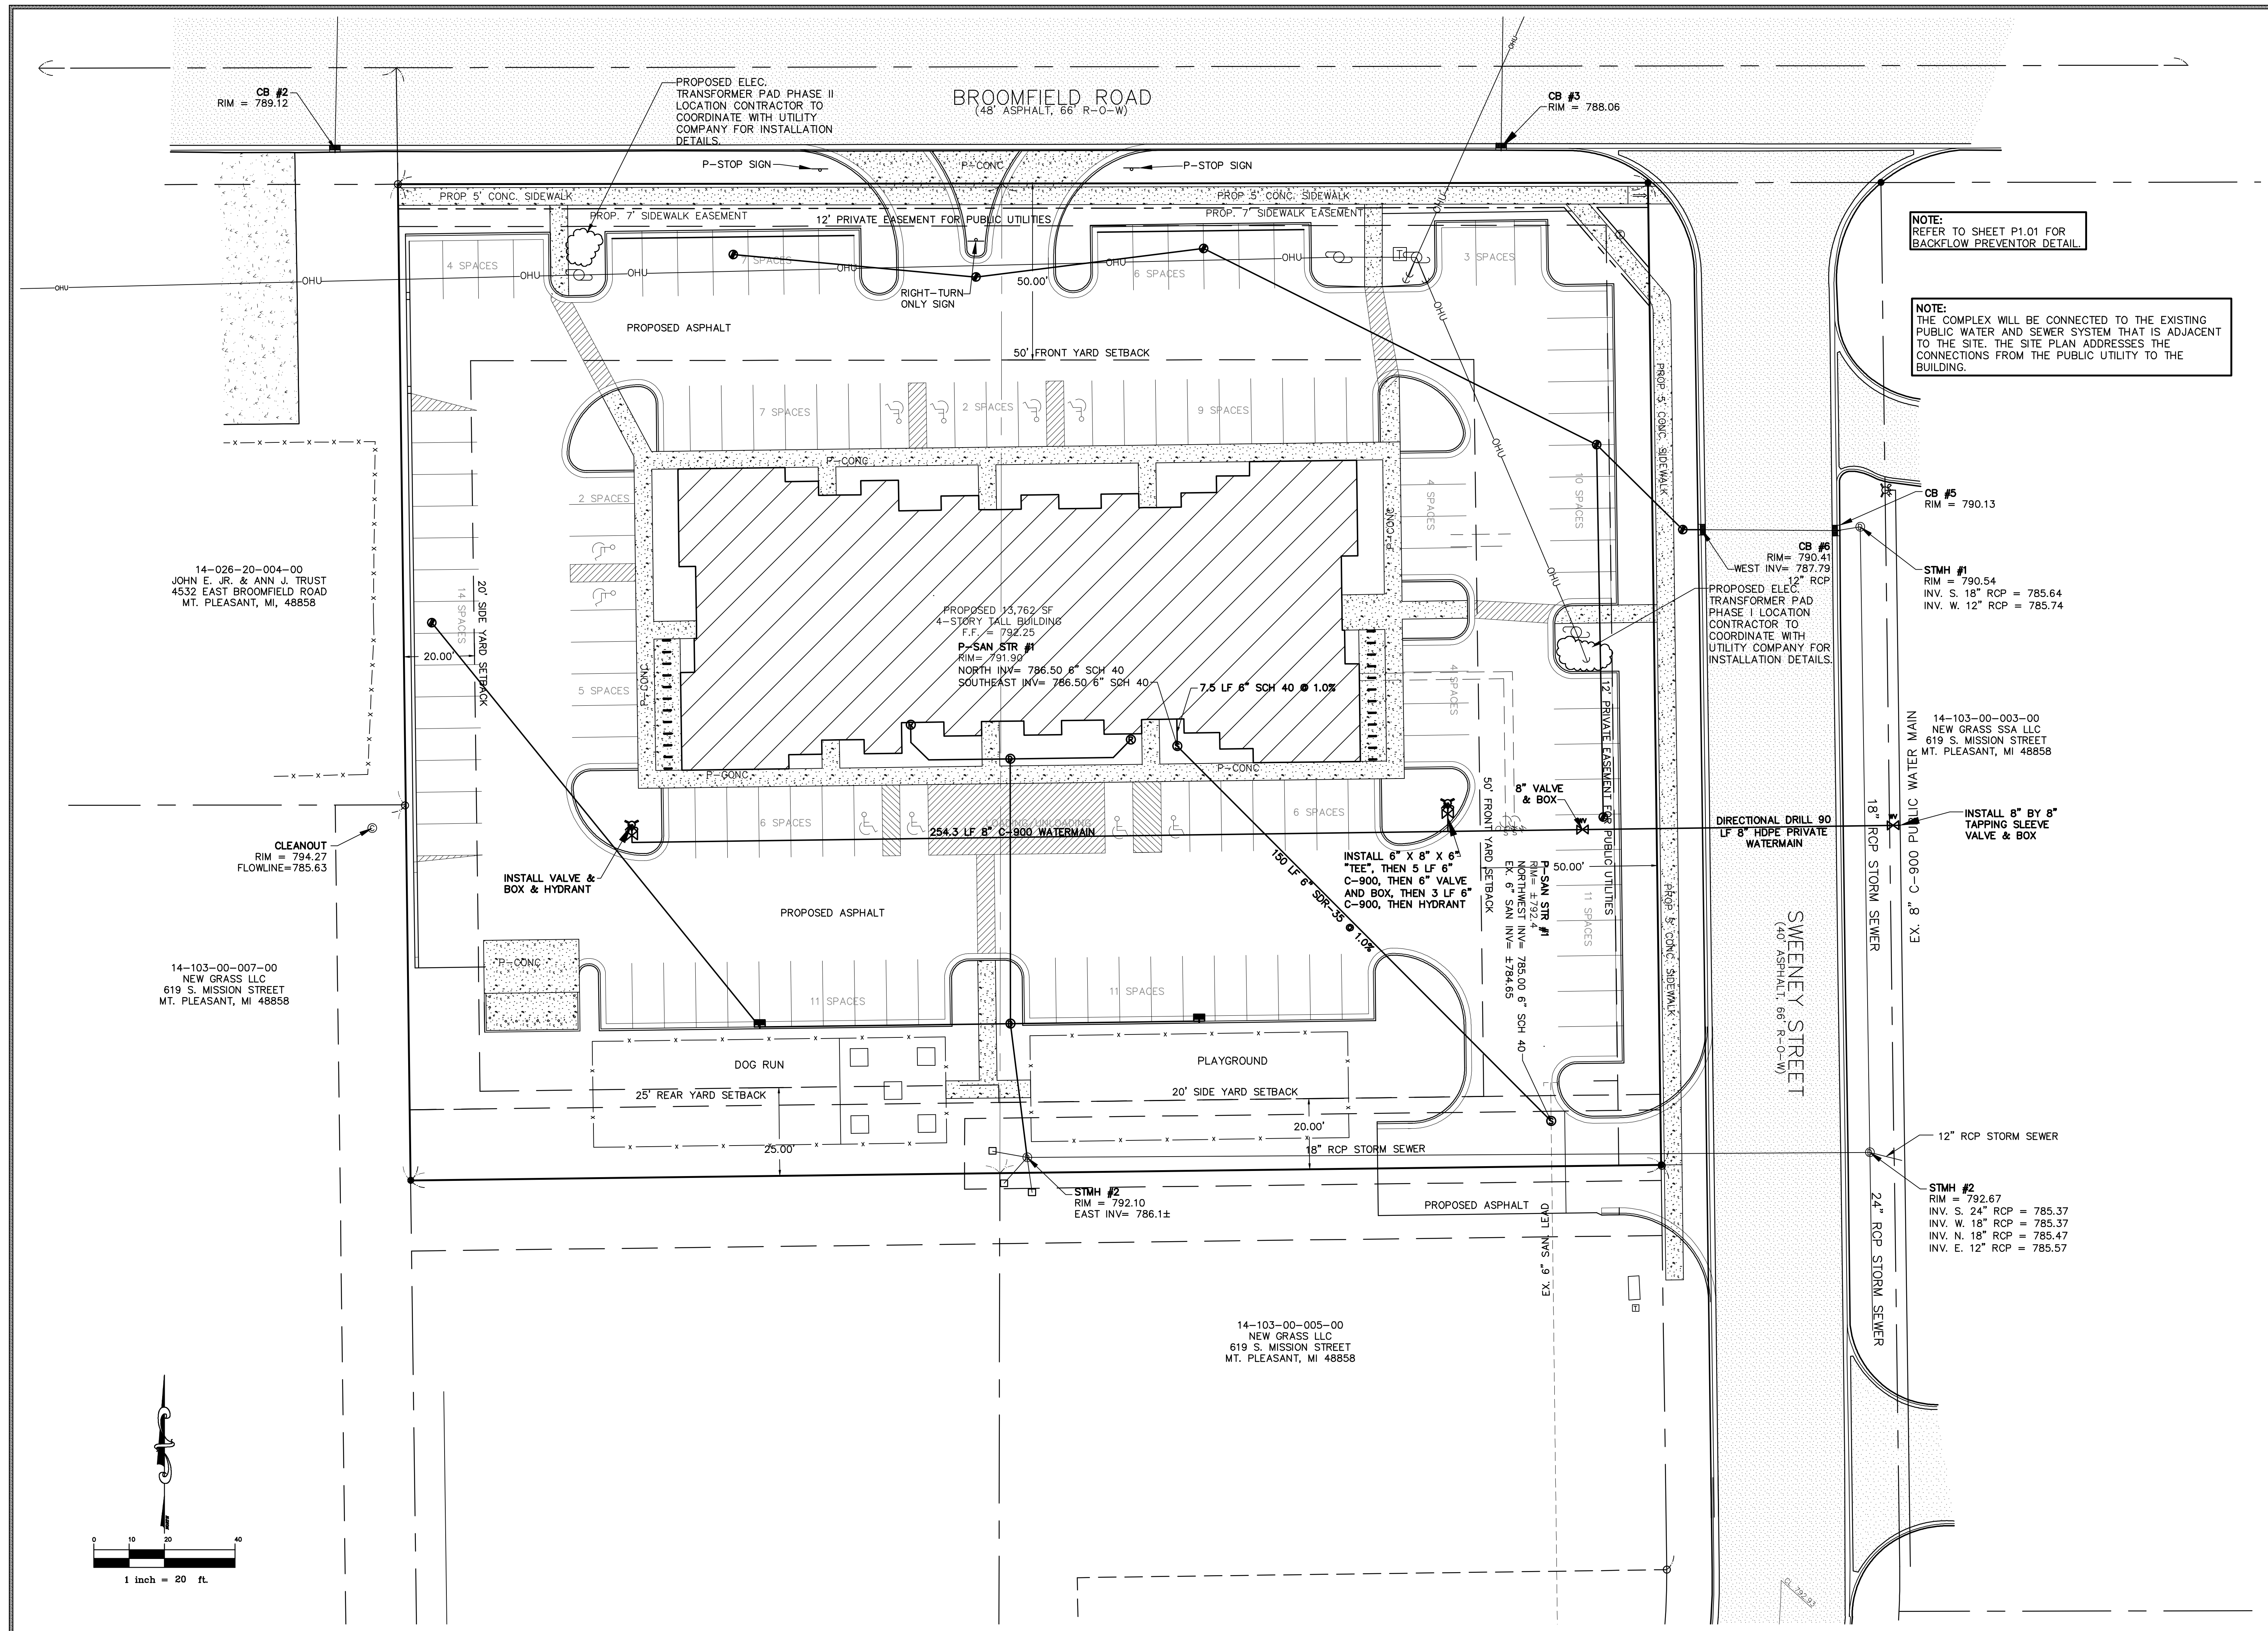 CB #2
RIM = 789.12
PROPOSED ELEC.
TRANSFORMER PAD PHASE II
LOCATION CONTRACTOR TO
COORDINATE WITH UTILITY
COMPANY FOR INSTALLATION
DETAILS.
BROOMFIELD ROAD
(48' ASPHALT, 66' R-O-W)
OHU
CB #3
RIM = 788.06
P-STOP SIGN
P-CONC
P-STOP SIGN
PROP 5' CONC. SIDEWALK
PROP 5' CONC. SIDEWALK
PROP. 7' SIDEWALK EASEMENT
12' PRIVATE EASEMENT FOR PUBLIC UTILITIES
PROP. 7' SIDEWALK EASEMENT
OHU
NOTE:
REFER TO SHEET P1.01 FOR
BACKFLOW PREVENTOR DETAIL.
4 SPACES
7 SPACES
6 SPACES
3 SPACES
OHU
OHU
OHU
OHU
OHU
OHU
OHU
T
RIGHT-TURN
ONLY SIGN
50.00'
OHU
NOTE:
THE COMPLEX WILL BE CONNECTED TO THE EXISTING
PUBLIC WATER AND SEWER SYSTEM THAT IS ADJACENT
TO THE SITE. THE SITE PLAN ADDRESSES THE
CONNECTIONS FROM THE PUBLIC UTILITY TO THE
BUILDING.
PROPOSED ASPHALT
50' FRONT YARD SETBACK
PROP. 5' CONC. SIDEWALK
7 SPACES
2 SPACES
9 SPACES
OHU
P-CONC
2 SPACES
4 SPACES
10 SPACES
P-CONC
CB #5
RIM = 790.13
CB #6
RIM= 790.41
WEST INV= 787.79
12" RCP
STMH #1
RIM = 790.54
INV. S. 18" RCP = 785.64
INV. W. 12" RCP = 785.74
OHU
14-026-20-004-00
JOHN E. JR. & ANN J. TRUST
4532 EAST BROOMFIELD ROAD
MT. PLEASANT, MI, 48858
14 SPACES
20' SIDE YARD SETBACK
20.00'
PROPOSED ELEC.
TRANSFORMER PAD
PHASE I LOCATION
CONTRACTOR TO
COORDINATE WITH
UTILITY COMPANY FOR
INSTALLATION DETAILS.
PROPOSED 13,762 SF
4-STORY TALL BUILDING
F.F. = 792.25
P-SAN STR #1
RIM= 791.90
NORTH INV= 786.50 6" SCH 40
SOUTHEAST INV= 786.50 6" SCH 40
7.5 LF 6" SCH 40 @ 1.0%
5 SPACES
P-CONC
4 SPACES
12' PRIVATE EASEMENT FOR PUBLIC UTILITIES
14-103-00-003-00
NEW GRASS SSA LLC
619 S. MISSION STREET
MT. PLEASANT, MI 48858
EX. 8" C-900 PUBLIC WATER MAIN
P-CONC
P-CONC
50' FRONT YARD SETBACK
8" VALVE
& BOX
6 SPACES
LOADING/UNLOADING
6 SPACES
254.3 LF 8" C-900 WATERMAIN
DIRECTIONAL DRILL 90
LF 8" HDPE PRIVATE
WATERMAIN
18" RCP STORM SEWER
INSTALL 8" BY 8"
TAPPING SLEEVE
VALVE & BOX
CLEANOUT
RIM = 794.27
FLOWLINE=785.63
INSTALL VALVE &
BOX & HYDRANT
150 LF 6" SDR-35 @ 1.0%
INSTALL 6" X 8" X 6"
"TEE", THEN 5 LF 6"
C-900, THEN 6" VALVE
AND BOX, THEN 3 LF 6"
C-900, THEN HYDRANT
P-SAN STR #1
RIM= ±792.4
NORTHWEST INV= 785.00 6" SCH 40
EX. 6" SAN INV= ±784.65
50.00'
11 SPACES
PROP. 5' CONC. SIDEWALK
PROPOSED ASPHALT
SWEENEY STREET
(40' ASPHALT, 66' R-O-W)
P-CONC
14-103-00-007-00
NEW GRASS LLC
619 S. MISSION STREET
MT. PLEASANT, MI 48858
11 SPACES
11 SPACES
DOG RUN
PLAYGROUND
25' REAR YARD SETBACK
20' SIDE YARD SETBACK
25.00'
20.00'
18" RCP STORM SEWER
12" RCP STORM SEWER
STMH #2
RIM = 792.10
EAST INV= 786.1±
PROPOSED ASPHALT
EX. 6" SAN. LEAD
24" RCP STORM SEWER
STMH #2
RIM = 792.67
INV. S. 24" RCP = 785.37
INV. W. 18" RCP = 785.37
INV. N. 18" RCP = 785.47
INV. E. 12" RCP = 785.57
T
14-103-00-005-00
NEW GRASS LLC
619 S. MISSION STREET
MT. PLEASANT, MI 48858
0 10 20 40
1 inch = 20 ft.
CL 792.93